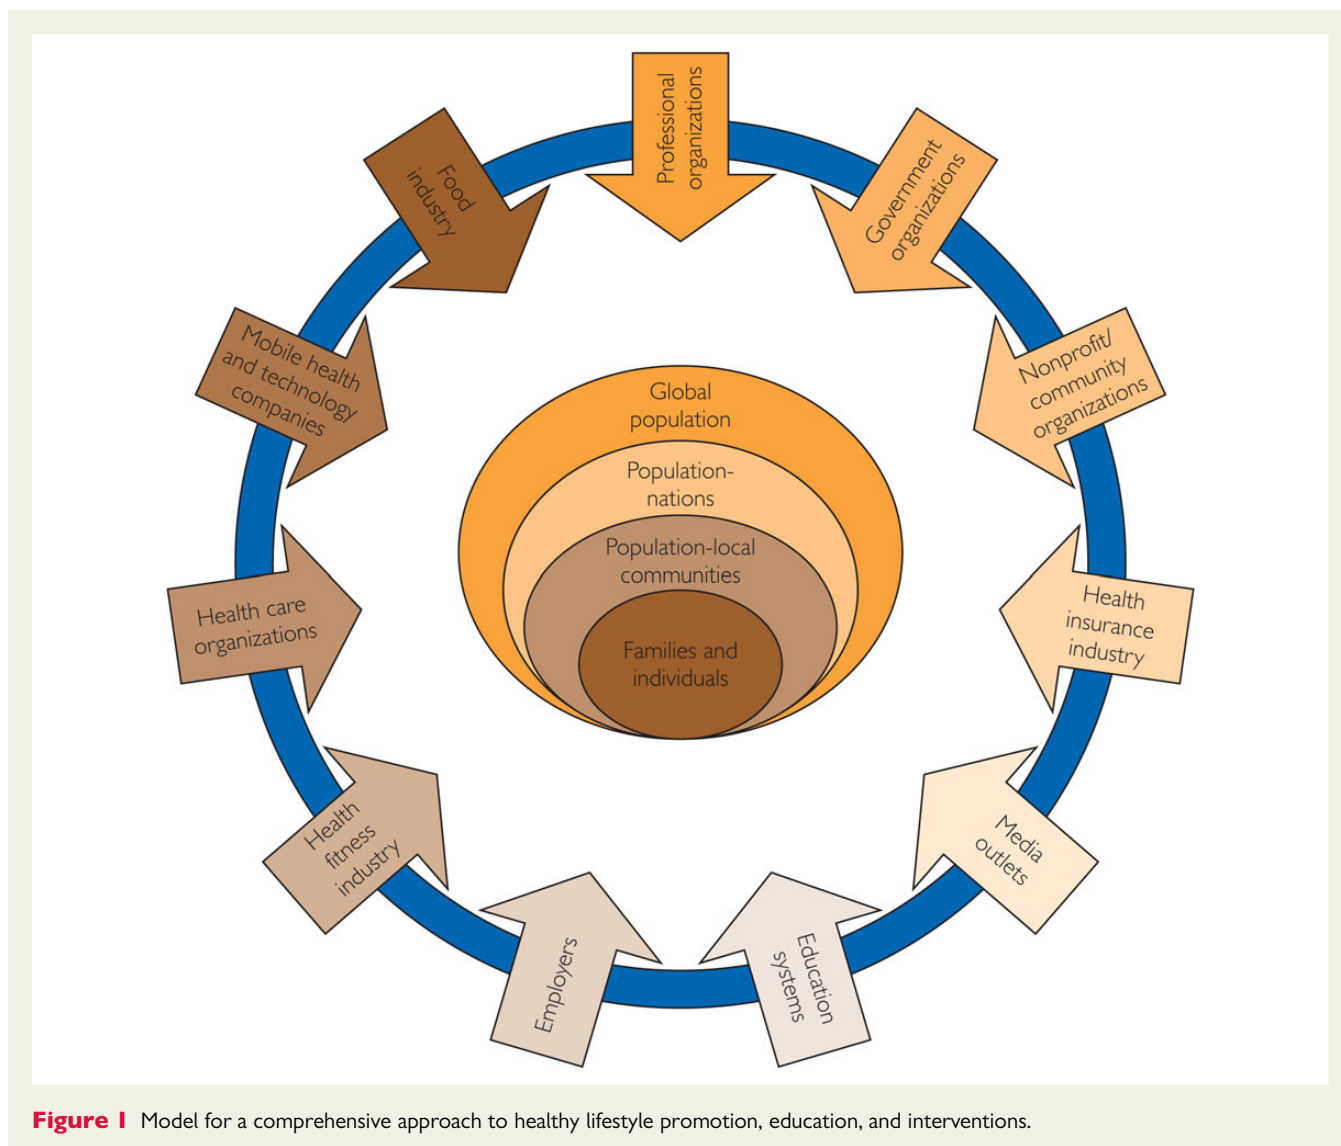 Professional
organizations
Government
organizations
Nonprofit/
community
organizations
Health
insurance
industry
Media
outlets
Education
systems
Employers
Health
fitness
industry
Health care
organizations
Mobile health
and technology
companies
Food
industry
Global
population
Population-
nations
Population-local
communities
Families and
individuals
Figure 1 Model for a comprehensive approach to healthy lifestyle promotion, education, and interventions.